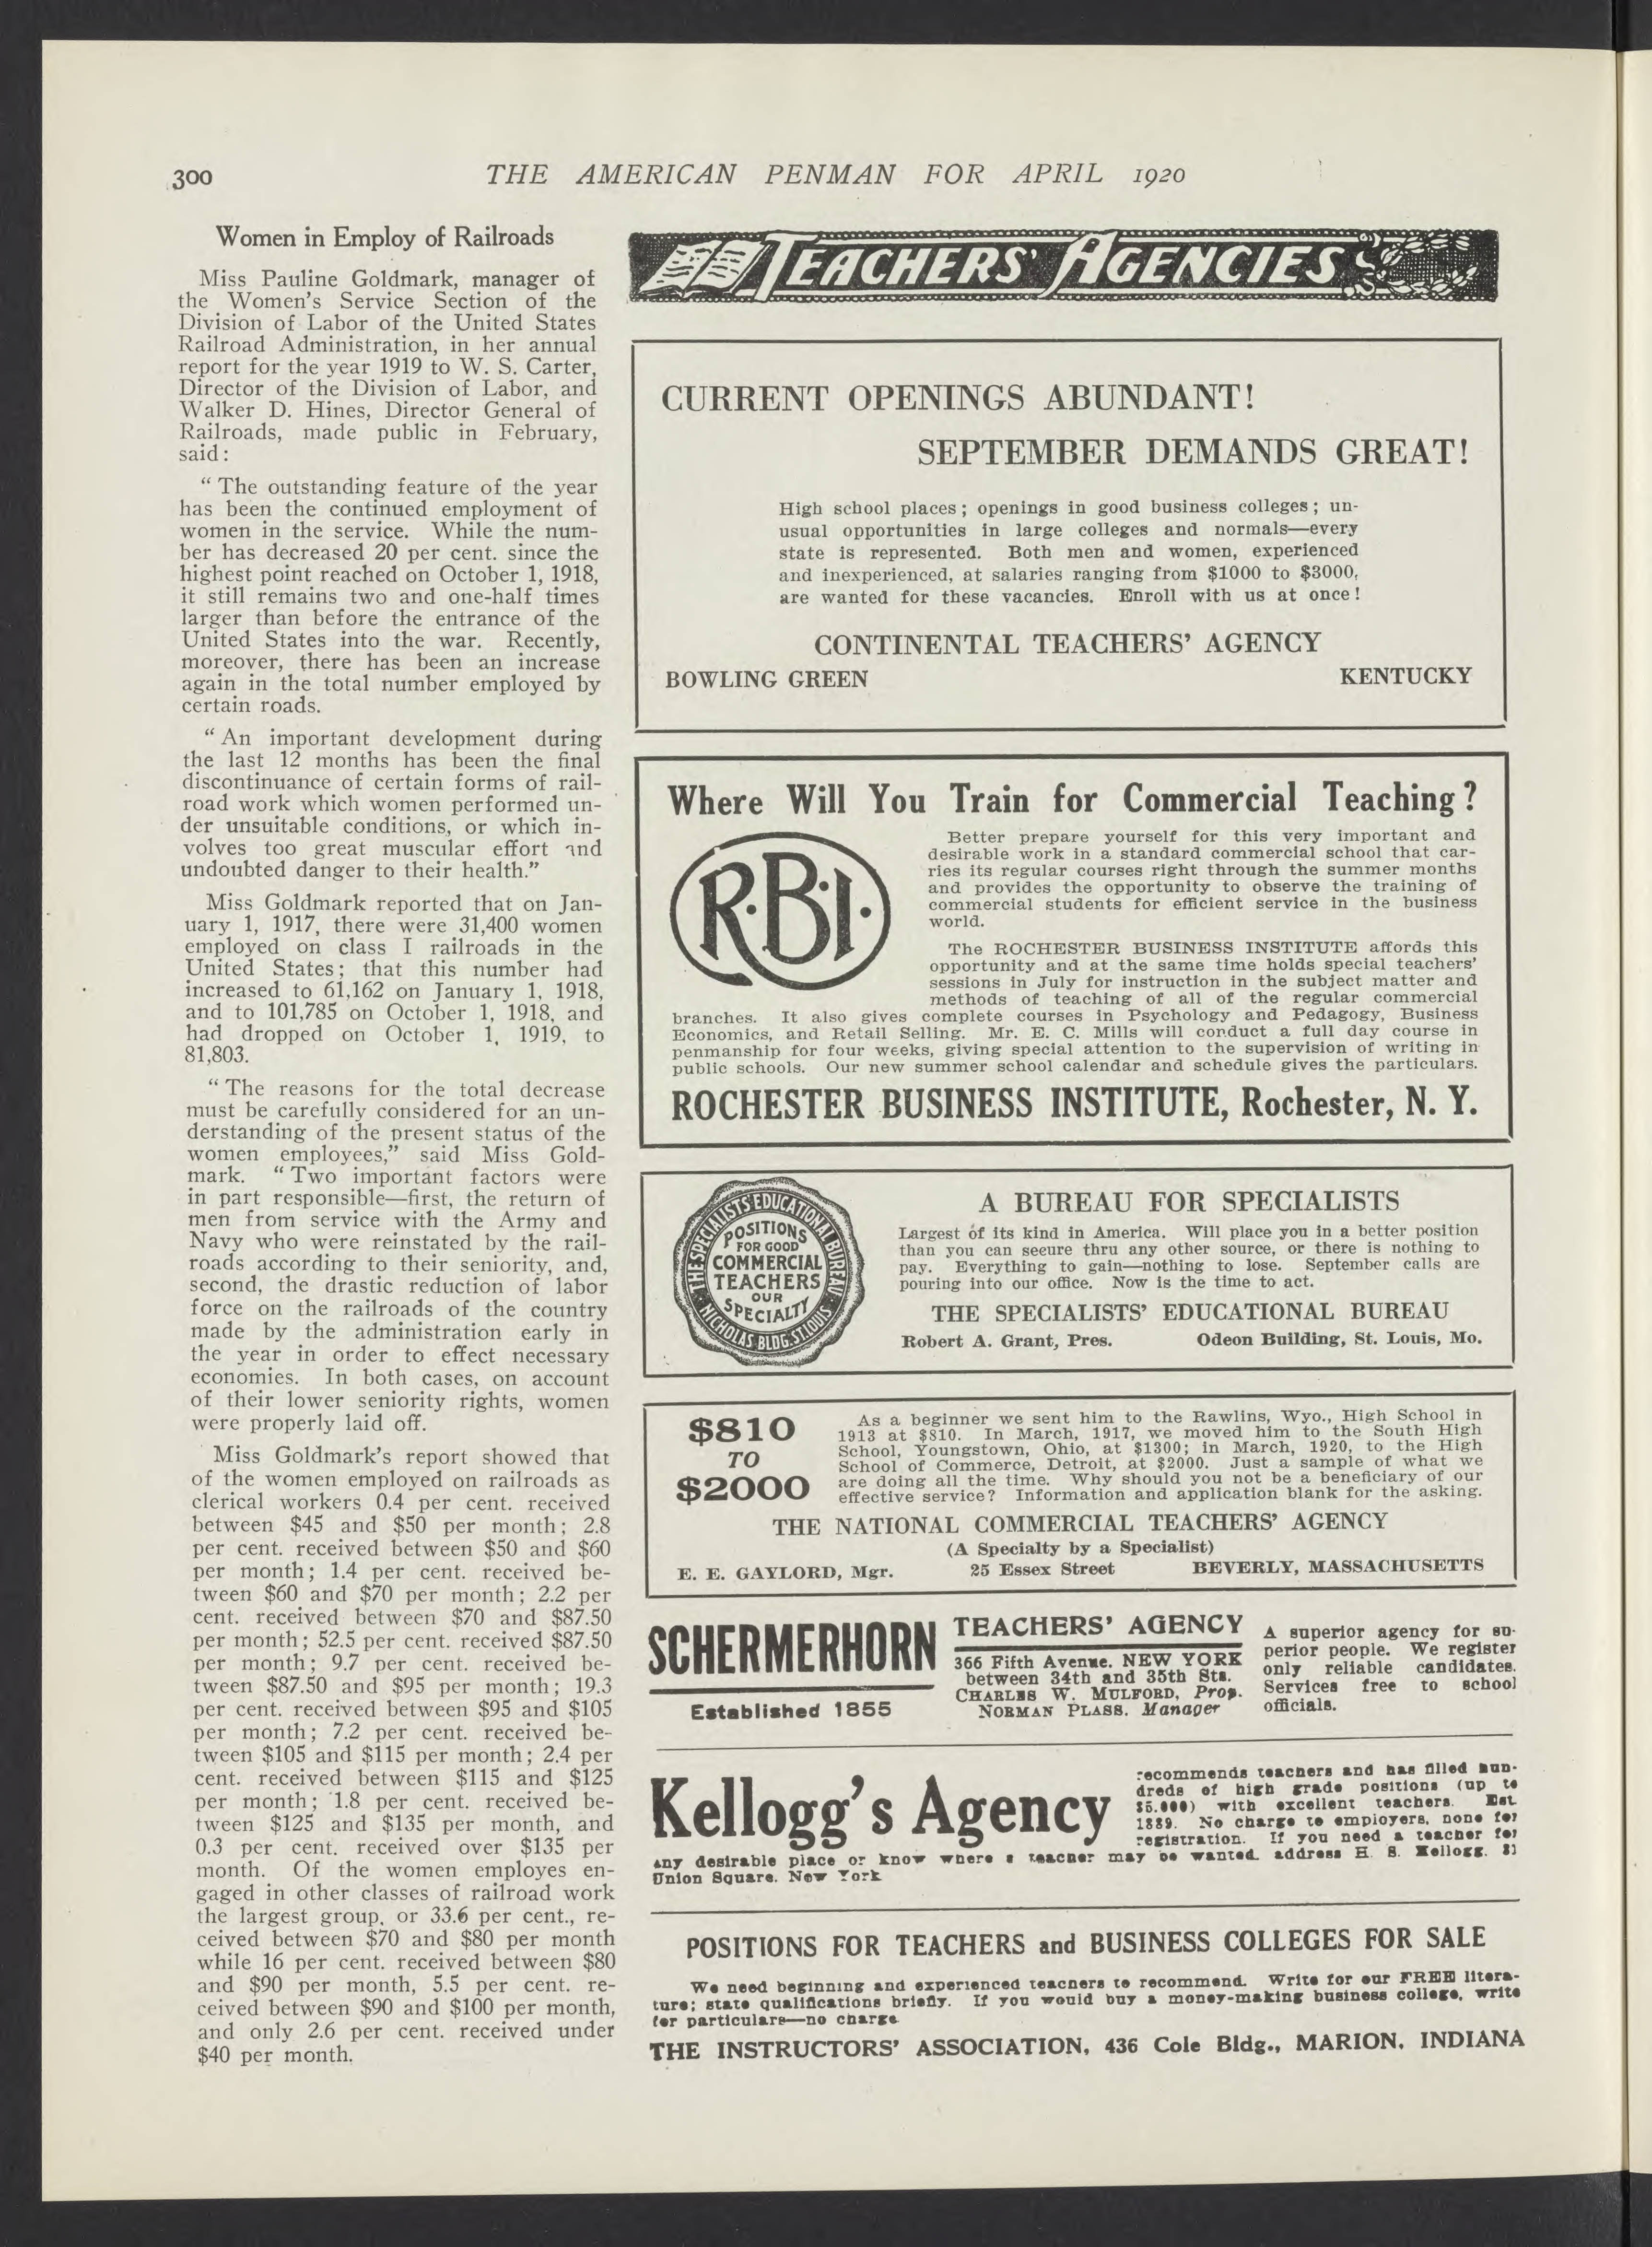 300
THE AMERICAN PENMAN FOR APRIL 1920
Women in Employ of Railroads
Miss Pauline Goldmark, manager of
the Women's Service Section of the
Division of Labor of the United States
Railroad Administration, in her annual
report for the year 1919 to W. S. Carter,
Director of the Division of Labor, and
Walker D. Hines, Director General of
Railroads, made public in February,
said:
“ The outstanding feature of the year
has been the continued employment of
women in the service. While the num-
ber has decreased 20 per cent. since the
highest point reached on October 1, 1918,
it still remains two and one-half times
larger than before the entrance of the
United States into the war. Recently,
moreover, there has been an increase
again in the total number employed by
certain roads.
“ An important development during
the last 12 months has been the final
discontinuance of certain forms of rail-
road work which women performed un-
der unsuitable conditions, or which in-
volves too great muscular effort and
undoubted danger to their health.”
Miss Goldmark reported that on Jan-
uary 1, 1917, there were 31,400 women
employed on class I railroads in the
United States; that this number had
increased to 61,162 on January 1, 1918,
and to 101,785 on October 1, 1918, and
had dropped on October 1, 1919, to
81,803.
“ The reasons for the total decrease
must be carefully considered for an un-
derstanding of the present status of the
women employees,” said Miss Gold-
mark. “ Two important factors were
in part responsible—first, the return of
men from service with the Army and
Navy who were reinstated by the rail-
roads according to their seniority, and,
second, the drastic reduction of labor
force on the railroads of the country
made by the administration early in
the year in order to effect necessary
economies. In both cases, on account
of their lower seniority rights, women
were properly laid off.
Miss Goldmark's report showed that
of the women employed on railroads as
clerical workers 0.4 per cent. received
between $45 and $50 per month; 2.8
per cent. received between $50 and $60
per month; 1.4 per cent. received be-
tween $60 and $70 per month; 2.2 per
cent. received between $70 and $87.50
per month; 52.5 per cent. received $87.50
per month; 9.7 per cent. received be-
tween $87.50 and $95 per month; 19.3
per cent. received between $95 and $105
per month; 7.2 per cent. received be-
tween $105 and $115 per month; 2.4 per
cent. received between $115 and $125
per month; 1.8 per cent. received be-
tween $125 and $135 per month, and
0.3 per cent. received over $135 per
month. Of the women employes en-
gaged in other classes of railroad work
the largest group, or 33.6 per cent., re-
ceived between $70 and $80 per month
while 16 per cent. received between $80
and $90 per month, 5.5 per cent. re-
ceived between $90 and $100 per month,
and only 2.6 per cent. received under
$40 per month.
TEACHERS' AGENCIES
CURRENT OPENINGS ABUNDANT!
SEPTEMBER DEMANDS GREAT!
High school places; openings in good business colleges; un-
usual opportunities in large colleges and normals—every
state is represented. Both men and women, experienced
and inexperienced, at salaries ranging from $1000 to $3000,
are wanted for these vacancies. Enroll with us at once!
CONTINENTAL TEACHERS' AGENCY
BOWLING GREEN KENTUCKY
Where Will You Train for Commercial Teaching?
R·B·I·
Better prepare yourself for this very important and
desirable work in a standard commercial school that car-
ries its regular courses right through the summer months
and provides the opportunity to observe the training of
commercial students for efficient service in the business
world.
The ROCHESTER BUSINESS INSTITUTE affords this
opportunity and at the same time holds special teachers'
sessions in July for instruction in the subject matter and
methods of teaching of all of the regular commercial
branches. It also gives complete courses in Psychology and Pedagogy, Business
Economics, and Retail Selling. Mr. E. C. Mills will conduct a full day course in
penmanship for four weeks, giving special attention to the supervision of writing in
public schools. Our new summer school calendar and schedule gives the particulars.
ROCHESTER BUSINESS INSTITUTE, Rochester, N. Y.
THE SPECIALISTS EDUCATIONAL BUREAU
POSITIONS
FOR GOOD
COMMERCIAL
TEACHERS
OUR
SPECIALTY
NICHOLAS BLDG. ST. LOUIS
A BUREAU FOR SPECIALISTS
Largest of its kind in America. Will place you in a better position
than you can secure thru any other source, or there is nothing to
pay. Everything to gain—nothing to lose. September calls are
pouring into our office. Now is the time to act.
THE SPECIALISTS' EDUCATIONAL BUREAU
Robert A. Grant, Pres. Odeon Building, St. Louis, Mo.
$810
TO
$2000
As a beginner we sent him to the Rawlins, Wyo., High School in
1913 at $810. In March, 1917, we moved him to the South High
School, Youngstown, Ohio, at $1300; in March, 1920, to the High
School of Commerce, Detroit, at $2000. Just a sample of what we
are doing all the time. Why should you not be a beneficiary of our
effective service? Information and application blank for the asking.
THE NATIONAL COMMERCIAL TEACHERS' AGENCY
(A Specialty by a Specialist)
E. E. GAYLORD, Mgr. 25 Essex Street BEVERLY, MASSACHUSETTS
SCHERMERHORN
Established 1855
TEACHERS' AGENCY
366 Fifth Avenue, NEW YORK
between 34th and 35th Sts.
CHARLES W. MULFORD, Prop.
NORMAN PLASS, Manager
A superior agency for su-
perior people. We register
only reliable candidates.
Services free to school
officials.
Kellogg's Agency
recommends teachers and has filled hun-
dreds of high grade positions (up to
$5,000) with excellent teachers. Est.
1889. No charge to employers, none for
registration. If you need a teacher for
any desirable place or know where a teacher may be wanted, address H. S. Kellogg, 31
Union Square, New York
POSITIONS FOR TEACHERS and BUSINESS COLLEGES FOR SALE
We need beginning and experienced teachers to recommend. Write for our FREE litera-
ture; state qualifications briefly. If you would buy a money-making business college, write
for particulars—no charge
THE INSTRUCTORS' ASSOCIATION, 436 Cole Bldg., MARION, INDIANA